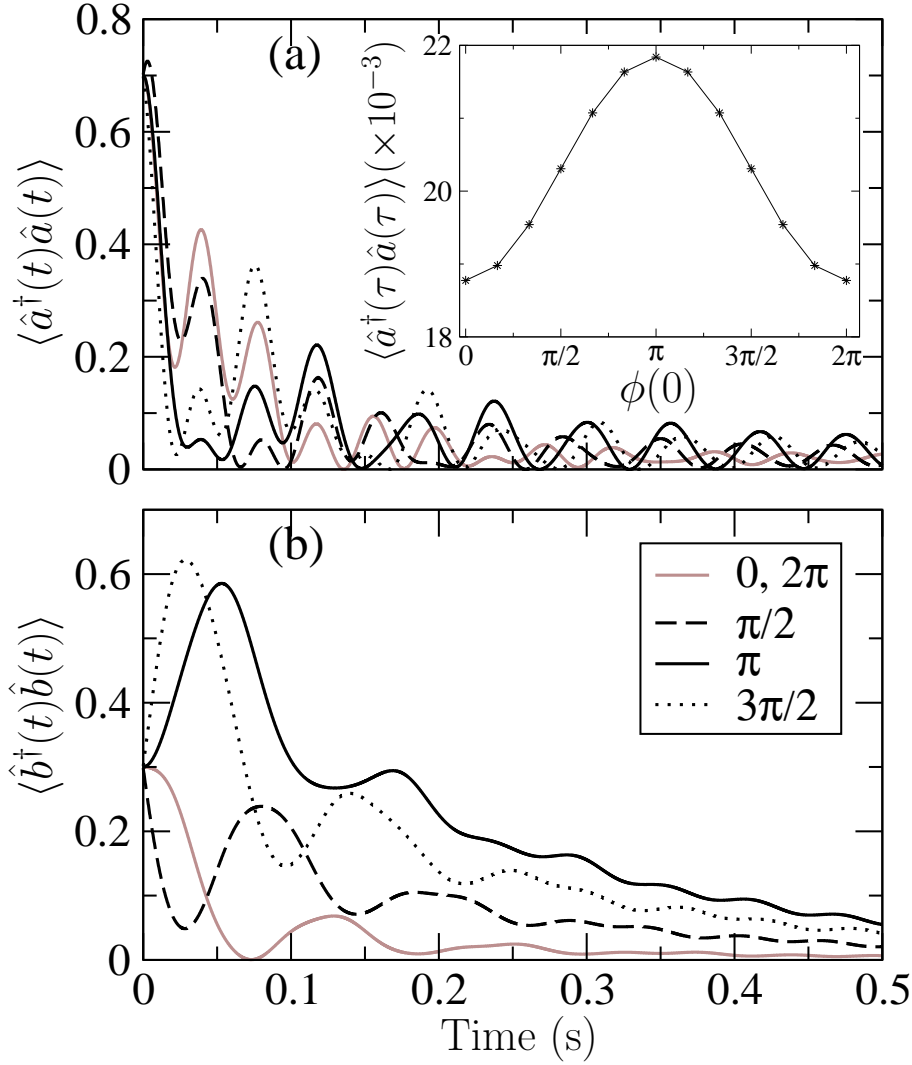 (a)
0.8
0.6
0.4
0.2
0
⟨â†(t)â(t)⟩
22
20
18
⟨â†(τ)â(τ)⟩(×10⁻³)
0 π/2 π 3π/2 2π
ϕ(0)
(b)
0.6
0.4
0.2
0
⟨b̂†(t)b̂(t)⟩
0, 2π
π/2
π
3π/2
0 0.1 0.2 0.3 0.4 0.5
Time (s)